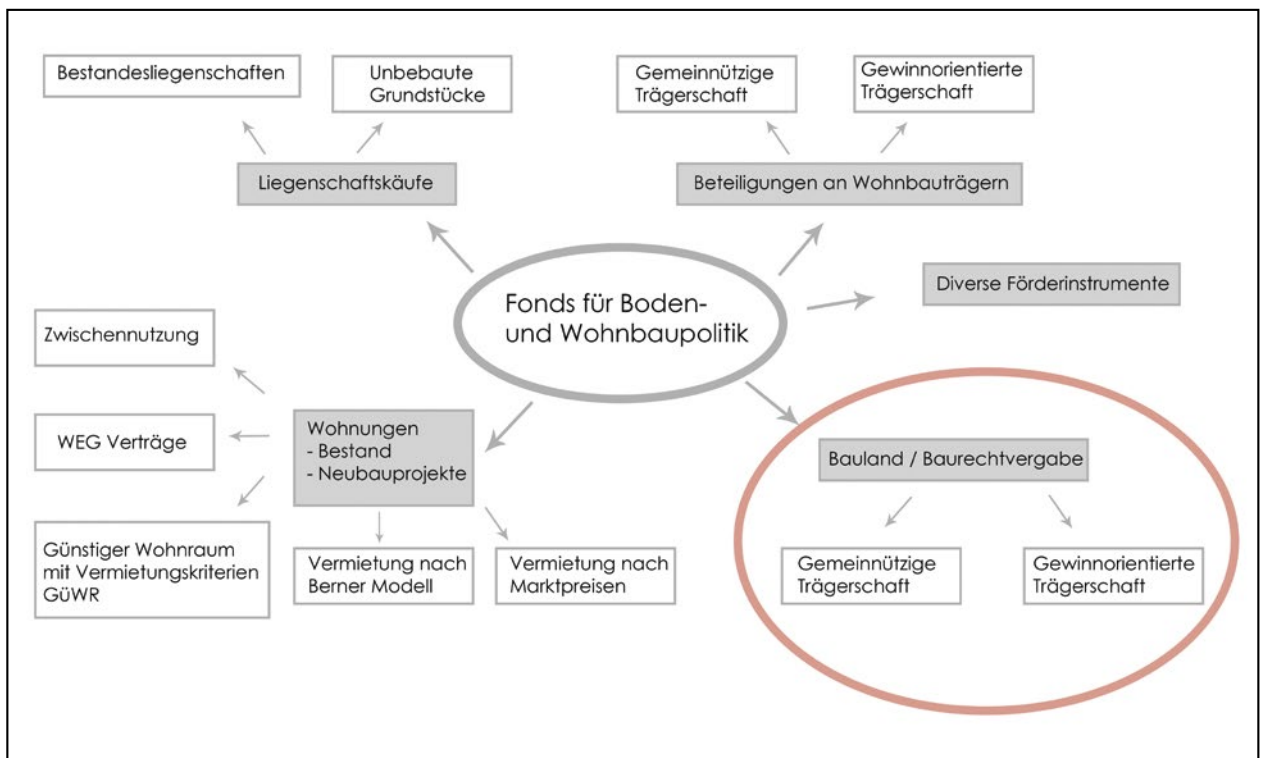 Bestandesliegenschaften
Unbebaute
Grundstücke
Gemeinnützige
Trägerschaft
Gewinnorientierte
Trägerschaft
Liegenschaftskäufe
Beteiligungen an Wohnbauträgern
Fonds für Boden-
und Wohnbaupolitik
Diverse Förderinstrumente
Zwischennutzung
WEG Verträge
Günstiger Wohnraum
mit Vermietungskriterien
GüWR
Wohnungen
- Bestand
- Neubauprojekte
Vermietung nach
Berner Modell
Vermietung nach
Marktpreisen
Bauland / Baurechtvergabe
Gemeinnützige
Trägerschaft
Gewinnorientierte
Trägerschaft